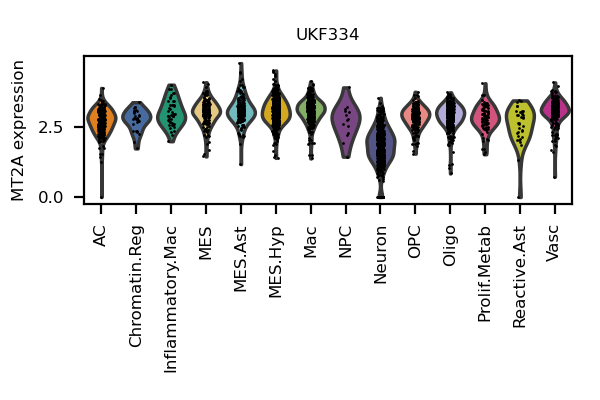 UKF334
MT2A expression
2.5
0.0
AC
Chromatin.Reg
Inflammatory.Mac
MES
MES.Ast
MES.Hyp
Mac
NPC
Neuron
OPC
Oligo
Prolif.Metab
Reactive.Ast
Vasc